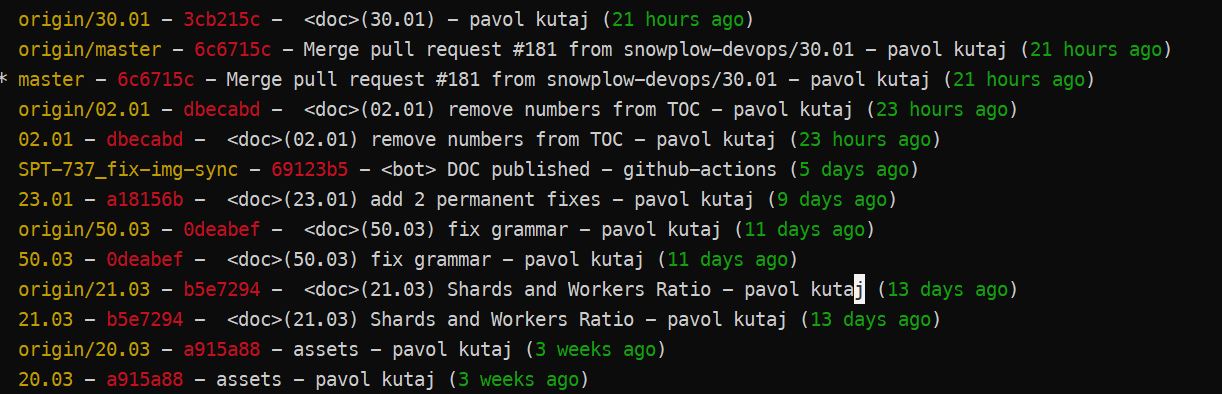 origin/30.01 – 3cb215c –  <doc>(30.01) – pavol kutaj (21 hours ago)
origin/master – 6c6715c – Merge pull request #181 from snowplow-devops/30.01 – pavol kutaj (21 hours ago)
* master – 6c6715c – Merge pull request #181 from snowplow-devops/30.01 – pavol kutaj (21 hours ago)
origin/02.01 – dbecabd –  <doc>(02.01) remove numbers from TOC – pavol kutaj (23 hours ago)
02.01 – dbecabd –  <doc>(02.01) remove numbers from TOC – pavol kutaj (23 hours ago)
SPT-737_fix-img-sync – 69123b5 – <bot> DOC published – github-actions (5 days ago)
23.01 – a18156b –  <doc>(23.01) add 2 permanent fixes – pavol kutaj (9 days ago)
origin/50.03 – 0deabef –  <doc>(50.03) fix grammar – pavol kutaj (11 days ago)
50.03 – 0deabef –  <doc>(50.03) fix grammar – pavol kutaj (11 days ago)
origin/21.03 – b5e7294 –  <doc>(21.03) Shards and Workers Ratio – pavol kutaj (13 days ago)
21.03 – b5e7294 –  <doc>(21.03) Shards and Workers Ratio – pavol kutaj (13 days ago)
origin/20.03 – a915a88 – assets – pavol kutaj (3 weeks ago)
20.03 – a915a88 – assets – pavol kutaj (3 weeks ago)